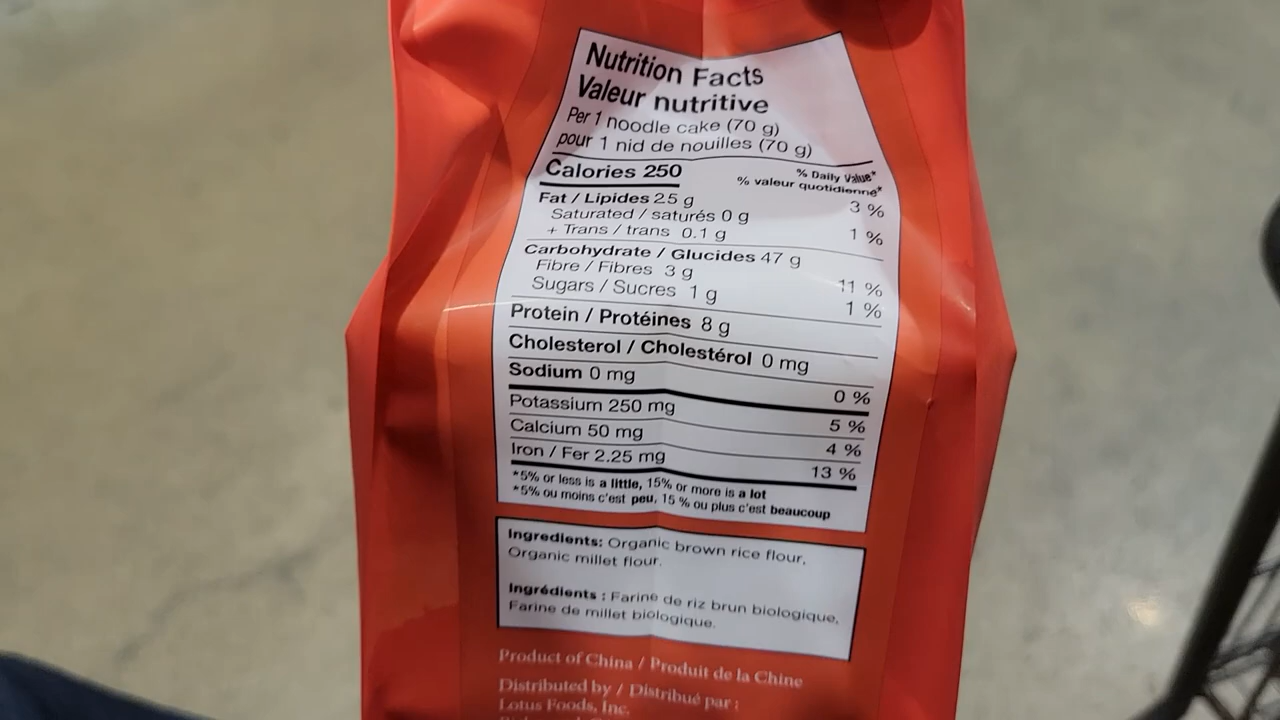 Nutrition Facts
Valeur nutritive
Per 1 noodle cake (70 g)
pour 1 nid de nouilles (70 g)
Calories 250
% Daily Value*
% valeur quotidienne*
Fat / Lipides 2.5 g 3 %
Saturated / saturés 0 g
+ Trans / trans 0.1 g 1 %
Carbohydrate / Glucides 47 g
Fibre / Fibres 3 g 11 %
Sugars / Sucres 1 g 1 %
Protein / Protéines 8 g
Cholesterol / Cholestérol 0 mg
Sodium 0 mg 0 %
Potassium 250 mg 5 %
Calcium 50 mg 4 %
Iron / Fer 2.25 mg 13 %
*5% or less is a little, 15% or more is a lot
*5% ou moins c'est peu, 15 % ou plus c'est beaucoup
Ingredients: Organic brown rice flour,
Organic millet flour.
Ingrédients : Farine de riz brun biologique,
Farine de millet biologique.
Product of China / Produit de la Chine
Distributed by / Distribué par :
Lotus Foods, Inc.